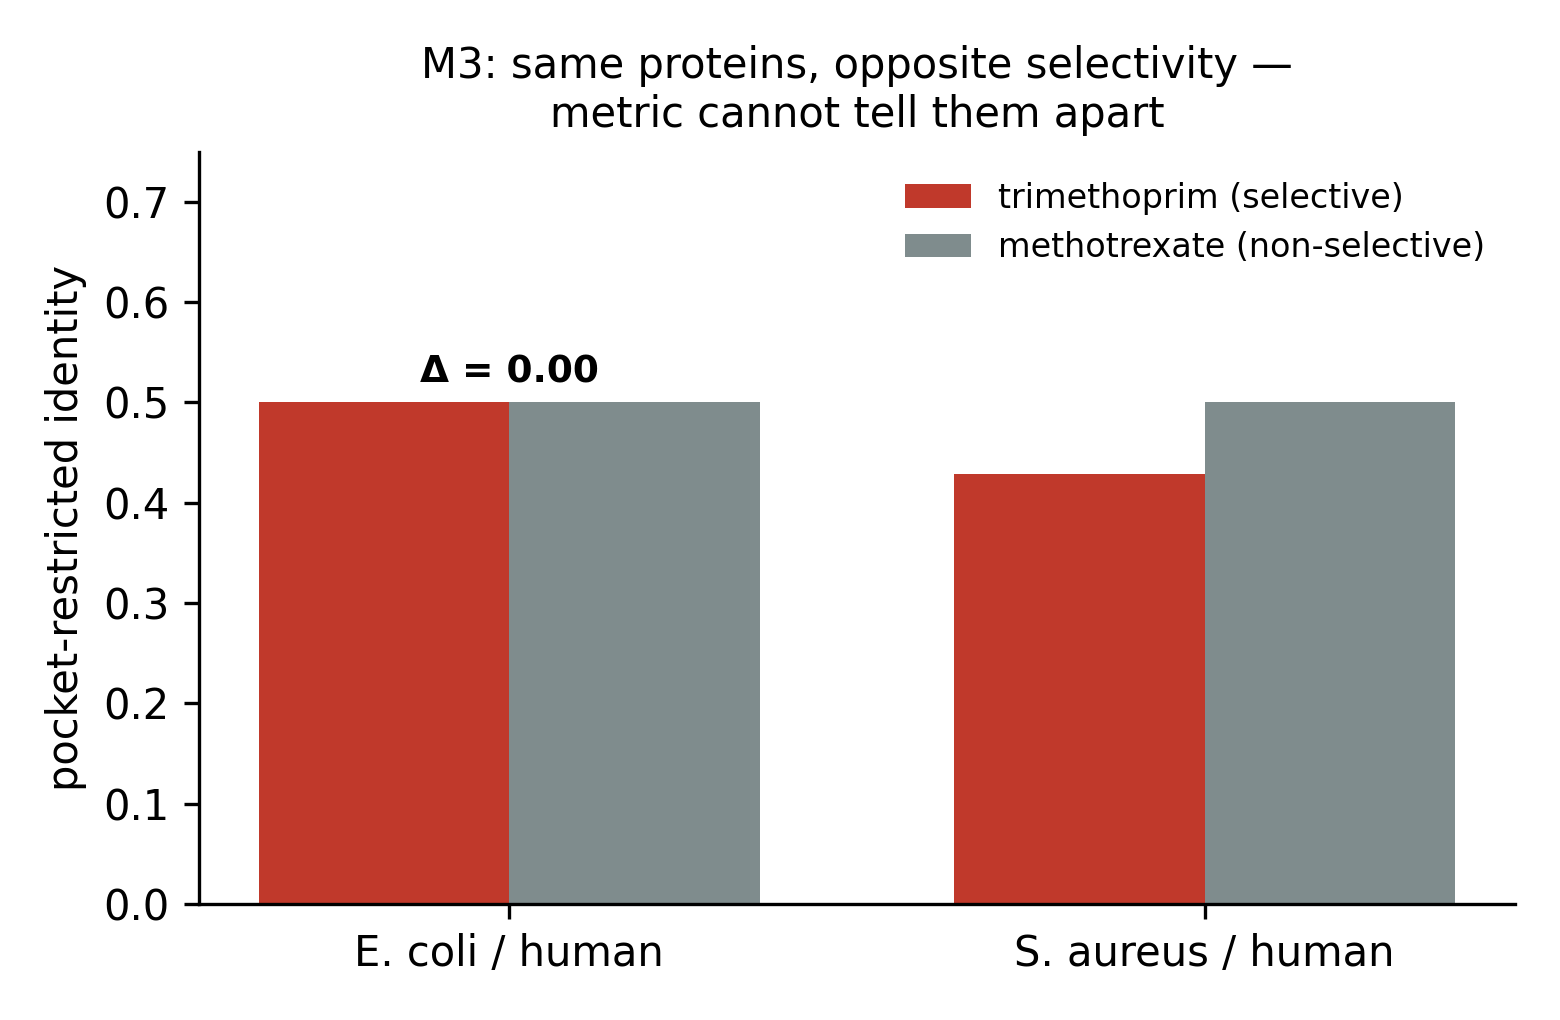 M3: same proteins, opposite selectivity —
metric cannot tell them apart
trimethoprim (selective)
methotrexate (non-selective)
pocket-restricted identity
0.7
0.6
0.5
0.4
0.3
0.2
0.1
0.0
Δ = 0.00
E. coli / human
S. aureus / human